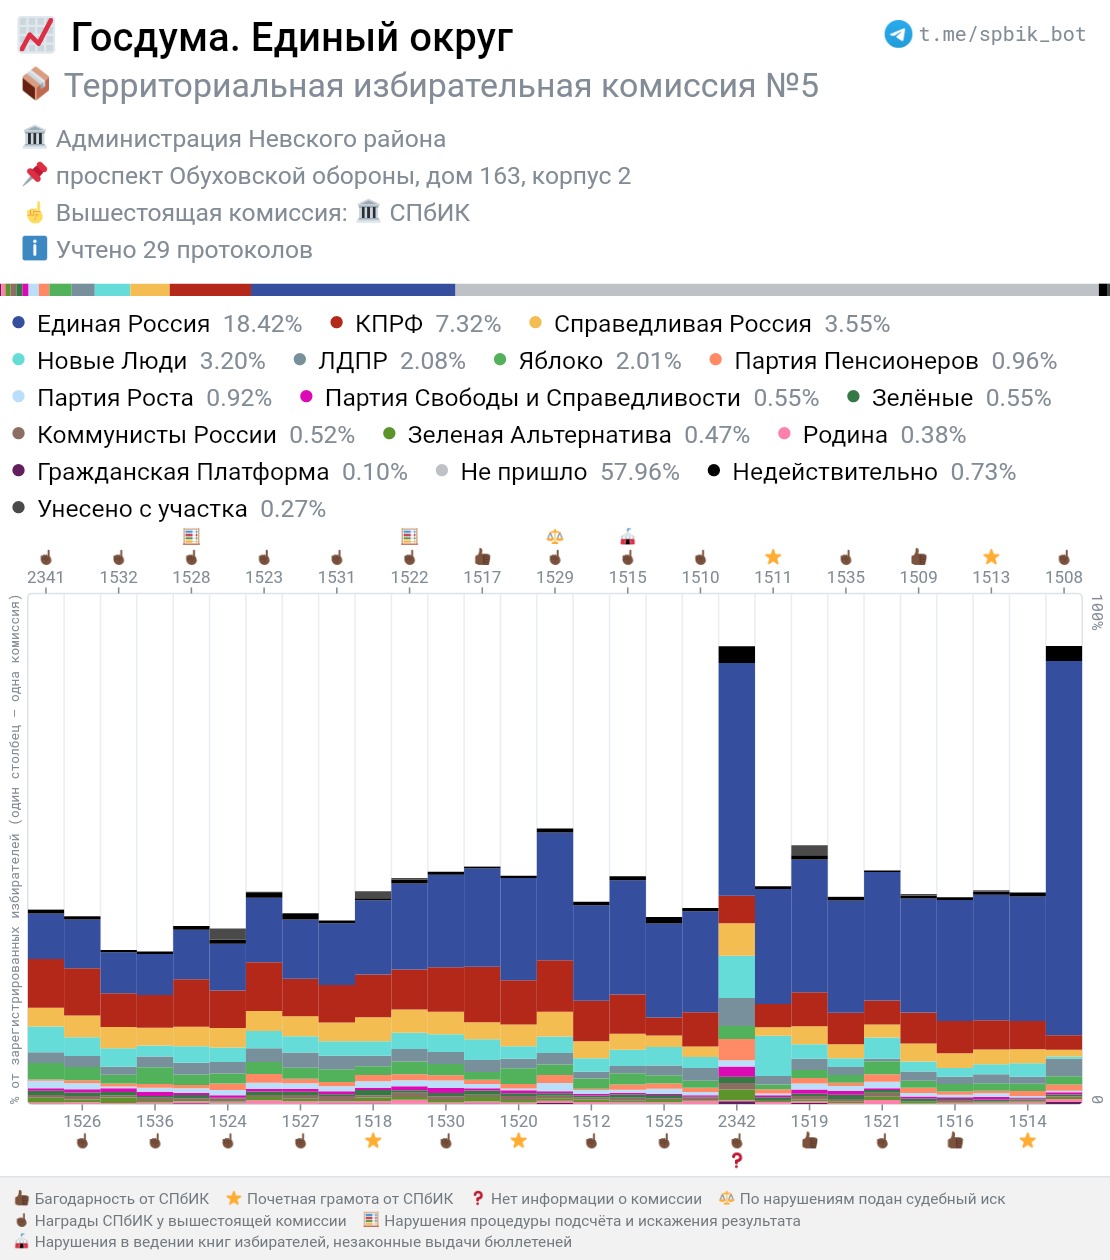 Госдума. Единый округ
t.me/spbik_bot
Территориальная избирательная комиссия №5
Администрация Невского района
проспект Обуховской обороны, дом 163, корпус 2
Вышестоящая комиссия: СПбИК
Учтено 29 протоколов
Единая Россия 18.42% КПРФ 7.32% Справедливая Россия 3.55%
Новые Люди 3.20% ЛДПР 2.08% Яблоко 2.01% Партия Пенсионеров 0.96%
Партия Роста 0.92% Партия Свободы и Справедливости 0.55% Зелёные 0.55%
Коммунисты России 0.52% Зеленая Альтернатива 0.47% Родина 0.38%
Гражданская Платформа 0.10% Не пришло 57.96% Недействительно 0.73%
Унесено с участка 0.27%
2341 1532 1528 1523 1531 1522 1517 1529 1515 1510 1511 1535 1509 1513 1508
% от зарегистрированных избирателей (один столбец — одна комиссия)
100%
0
1526 1536 1524 1527 1518 1530 1520 1512 1525 2342 1519 1521 1516 1514
Багодарность от СПбИК Почетная грамота от СПбИК Нет информации о комиссии По нарушениям подан судебный иск
Награды СПбИК у вышестоящей комиссии Нарушения процедуры подсчёта и искажения результата
Нарушения в ведении книг избирателей, незаконные выдачи бюллетеней